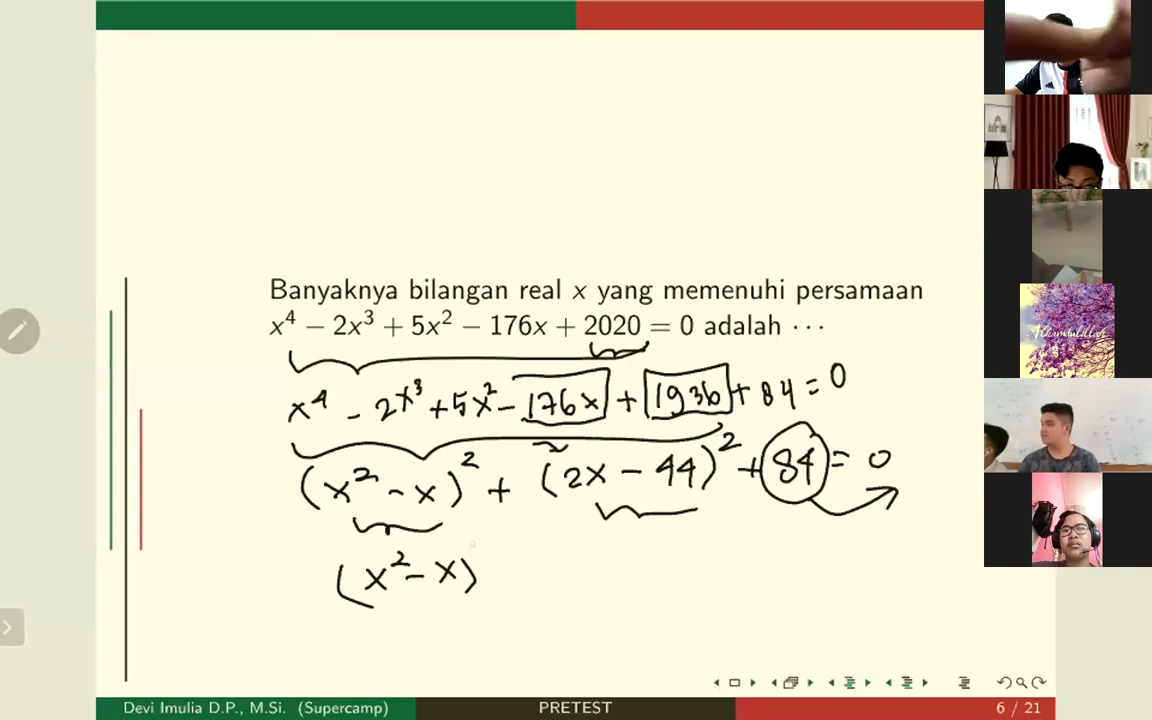 Banyaknya bilangan real x yang memenuhi persamaan
x⁴ − 2x³ + 5x² − 176x + 2020 = 0 adalah ···
x⁴ − 2x³ + 5x² − 176x + 1936 + 84 = 0
(x² − x)² + (2x − 44)² + 84 = 0
(x² − x)
Alhamdulillah
Devi Imulia D.P., M.Si. (Supercamp)
PRETEST
6 / 21